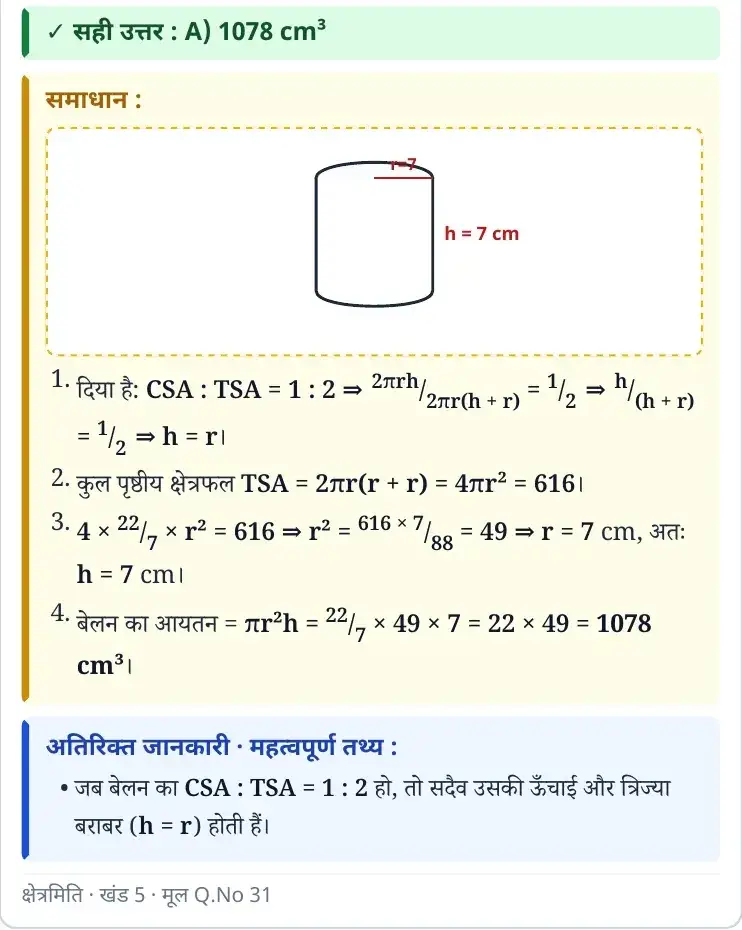 ✓ सही उत्तर : A) 1078 cm³
समाधान :
r=7
h = 7 cm
1. दिया है: CSA : TSA = 1 : 2 ⇒ 2πrh/2πr(h + r) = 1/2 ⇒ h/(h + r)
= 1/2 ⇒ h = r।
2. कुल पृष्ठीय क्षेत्रफल TSA = 2πr(r + r) = 4πr² = 616।
3. 4 × 22/7 × r² = 616 ⇒ r² = 616 × 7/88 = 49 ⇒ r = 7 cm, अतः
h = 7 cm।
4. बेलन का आयतन = πr²h = 22/7 × 49 × 7 = 22 × 49 = 1078
cm³।
अतिरिक्त जानकारी · महत्वपूर्ण तथ्य :
• जब बेलन का CSA : TSA = 1 : 2 हो, तो सदैव उसकी ऊँचाई और त्रिज्या
बराबर (h = r) होती हैं।
क्षेत्रमिति · खंड 5 · मूल Q.No 31